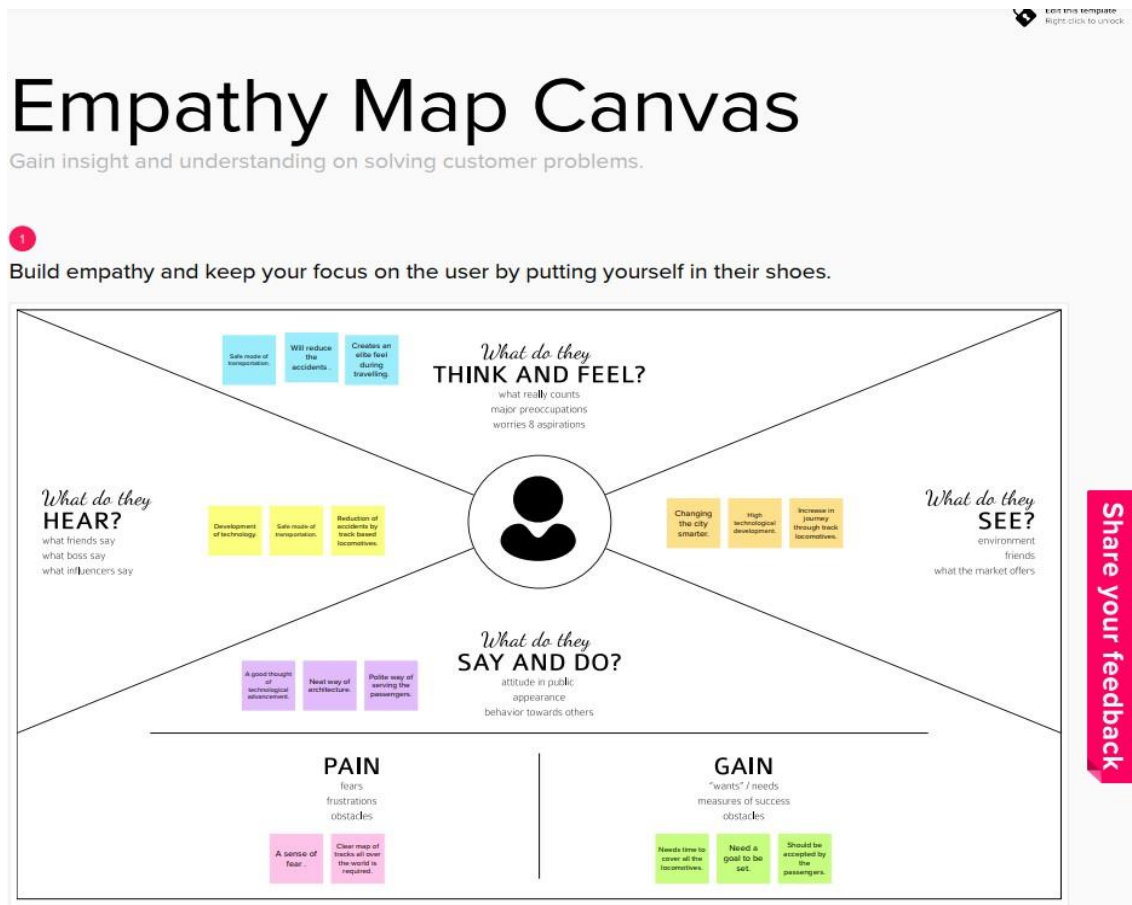 Edit this template
Right-click to unlock
Empathy Map Canvas
Gain insight and understanding on solving customer problems.
1
Build empathy and keep your focus on the user by putting yourself in their shoes.
Safe mode of
transportation.
Will reduce
the
accidents .
Creates an
elite feel
during
travelling.
What do they
THINK AND FEEL?
what really counts
major preoccupations
worries & aspirations
What do they
HEAR?
what friends say
what boss say
what influencers say
Development
of technology.
Safe mode of
transportation.
Reduction of
accidents by
track based
locomotives.
Changing
the city
smarter.
High
technological
development.
Increase in
journey
through track
locomotives.
What do they
SEE?
environment
friends
what the market offers
What do they
SAY AND DO?
attitude in public
appearance
behavior towards others
A good thought
of
technological
advancement.
Neat way of
architecture.
Polite way of
serving the
passengers.
PAIN
fears
frustrations
obstacles
A sense of
fear .
Clear map of
tracks all over
the world is
required.
GAIN
"wants" / needs
measures of success
obstacles
Needs time to
cover all the
locomotives.
Need a
goal to be
set.
Should be
accepted by
the
passengers.
Share your feedback